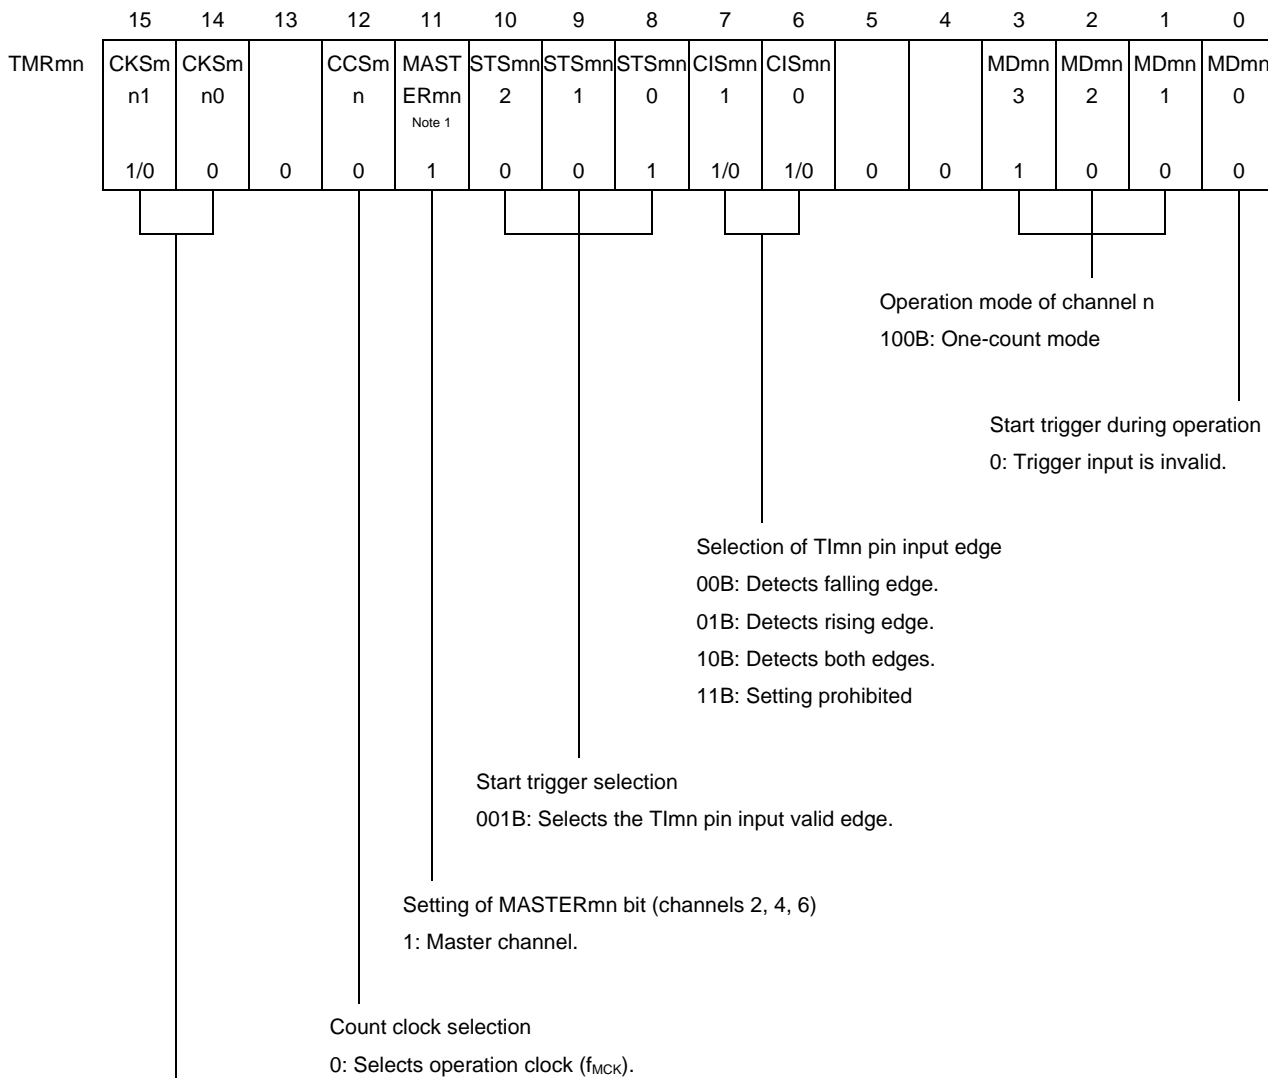 15 14 13 12 11 10 9 8 7 6 5 4 3 2 1 0
TMRmn CKSm CKSm CCSm MAST STSmn STSmn STSmn CISmn CISmn MDmn MDmn MDmn MDmn
n1 n0 n ERmn 2 1 0 1 0 3 2 1 0
Note 1
1/0 0 0 0 1 0 0 1 1/0 1/0 0 0 1 0 0 0
Operation mode of channel n
100B: One-count mode
Start trigger during operation
0: Trigger input is invalid.
Selection of TImn pin input edge
00B: Detects falling edge.
01B: Detects rising edge.
10B: Detects both edges.
11B: Setting prohibited
Start trigger selection
001B: Selects the TImn pin input valid edge.
Setting of MASTERmn bit (channels 2, 4, 6)
1: Master channel.
Count clock selection
0: Selects operation clock (fMCK).